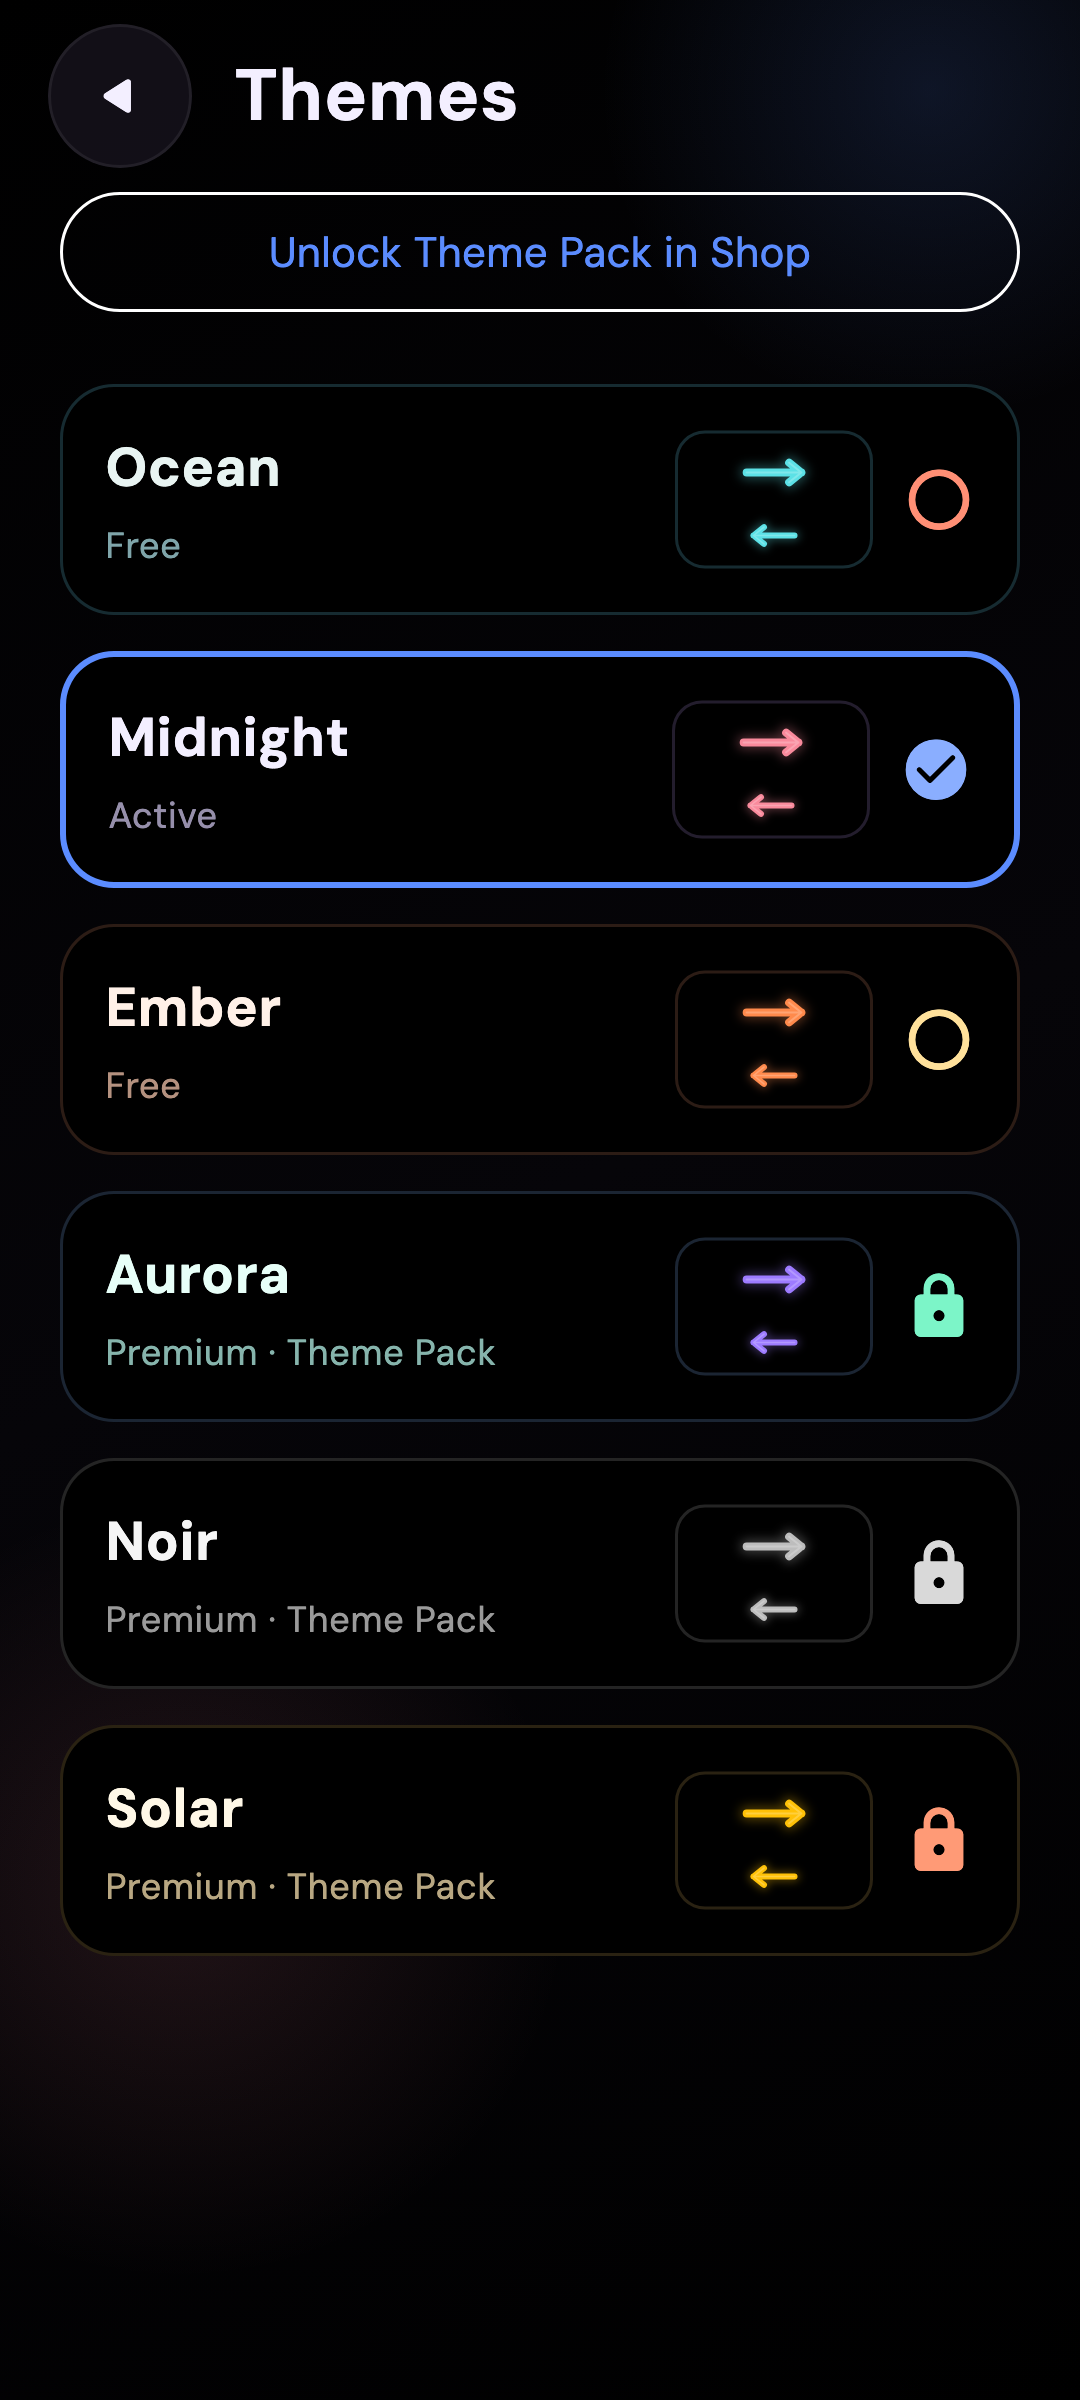 Themes
Unlock Theme Pack in Shop
Ocean
Free
Midnight
Active
Ember
Free
Aurora
Premium · Theme Pack
Noir
Premium · Theme Pack
Solar
Premium · Theme Pack